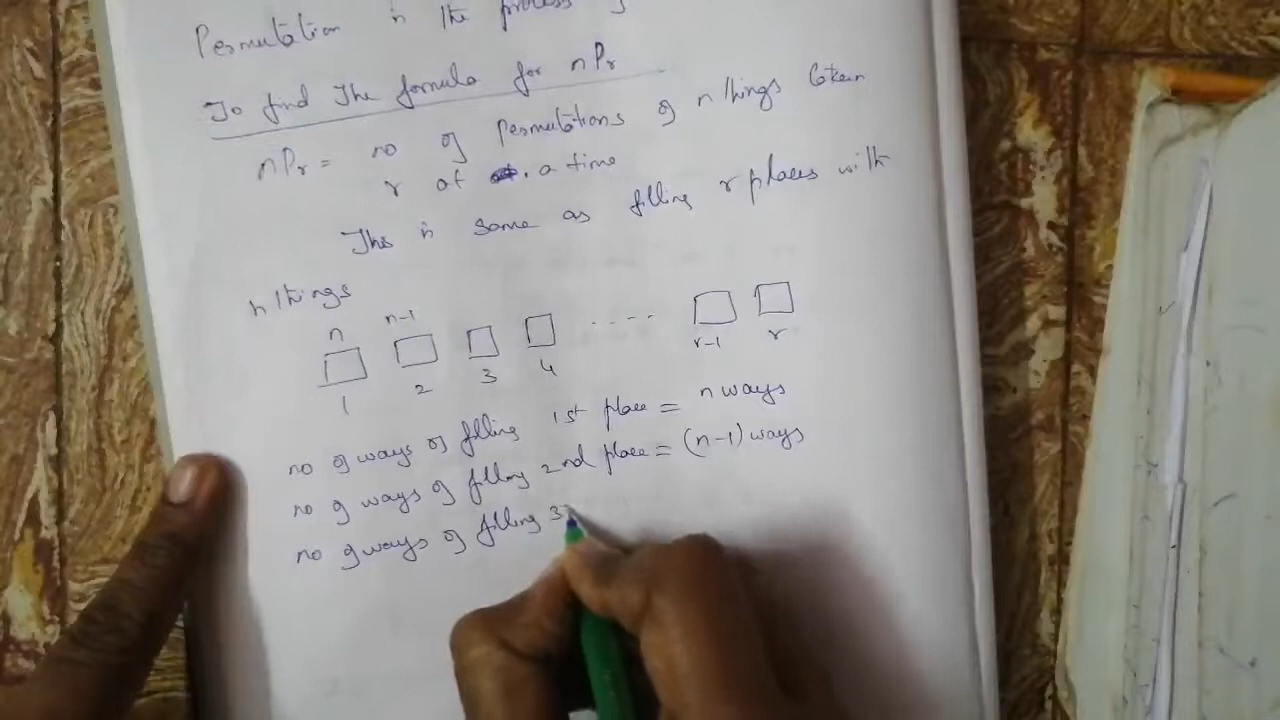 Permutation is the process of
To find The formula for nPr
nPr = no of permutations of n things taken
r at a time
This is same as filling r places with
n things
n n-1
1 2 3 4 .... r-1 r
no of ways of filling 1st place = n ways
no of ways of filling 2nd place = (n-1) ways
no of ways of filling 3